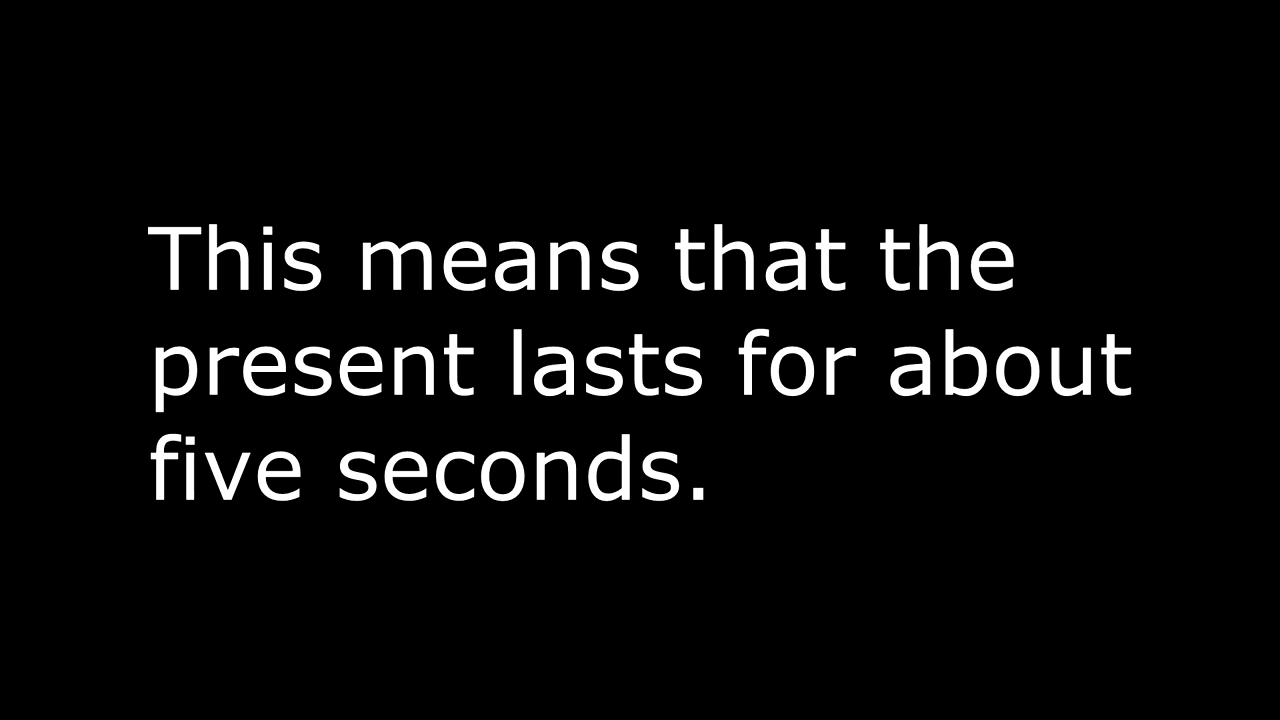 This means that the
present lasts for about
five seconds.